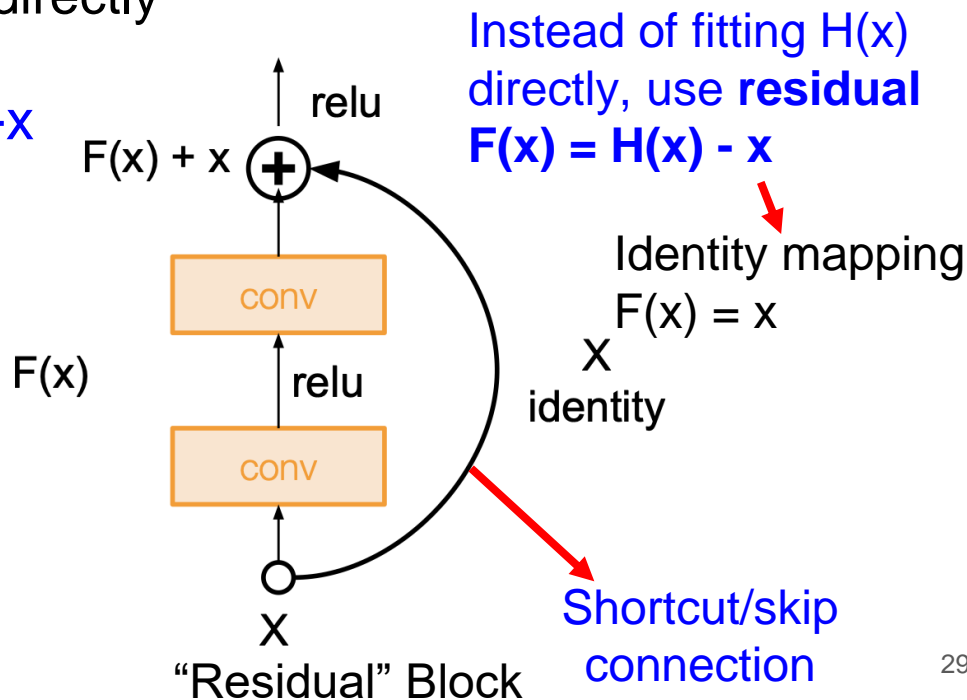 directly
-x
Instead of fitting H(x)
directly, use residual
F(x) = H(x) - x
relu
F(x) + x
+
Identity mapping
F(x) = x
conv
X
identity
F(x)
relu
conv
X
"Residual" Block
Shortcut/skip
connection
29